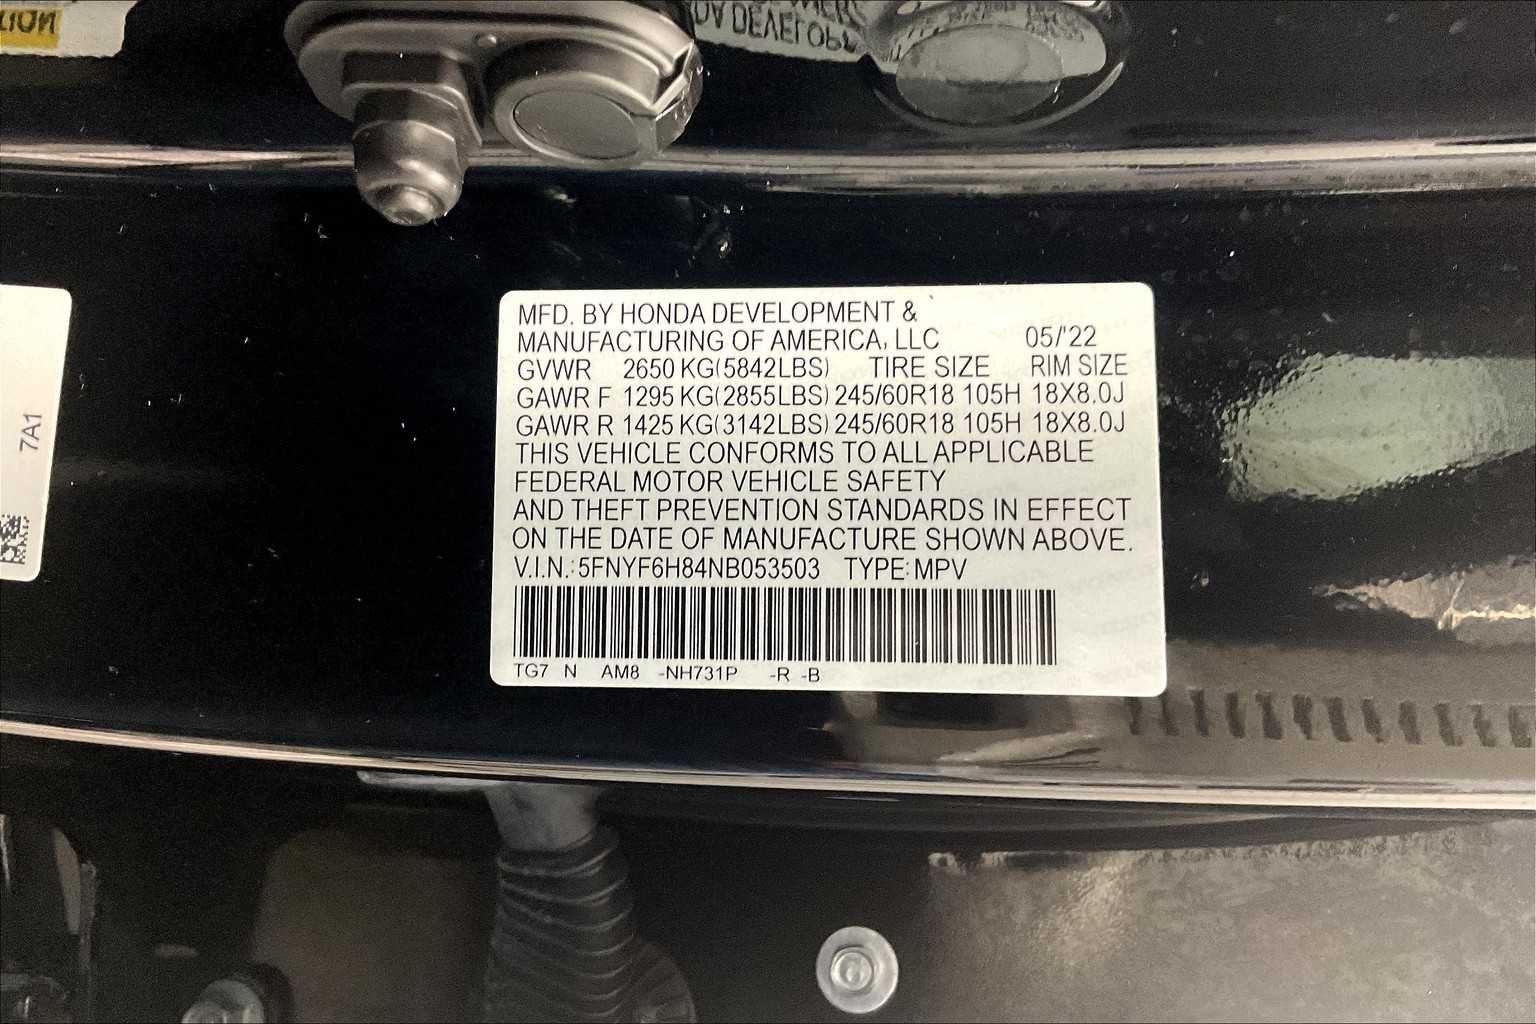 MFD. BY HONDA DEVELOPMENT &
MANUFACTURING OF AMERICA, LLC 05/'22
GVWR 2650 KG(5842LBS) TIRE SIZE RIM SIZE
GAWR F 1295 KG(2855LBS) 245/60R18 105H 18X8.0J
GAWR R 1425 KG(3142LBS) 245/60R18 105H 18X8.0J
THIS VEHICLE CONFORMS TO ALL APPLICABLE
FEDERAL MOTOR VEHICLE SAFETY
AND THEFT PREVENTION STANDARDS IN EFFECT
ON THE DATE OF MANUFACTURE SHOWN ABOVE.
V.I.N.: 5FNYF6H84NB053503 TYPE: MPV
TG7 N AM8 -NH731P -R -B
7A1